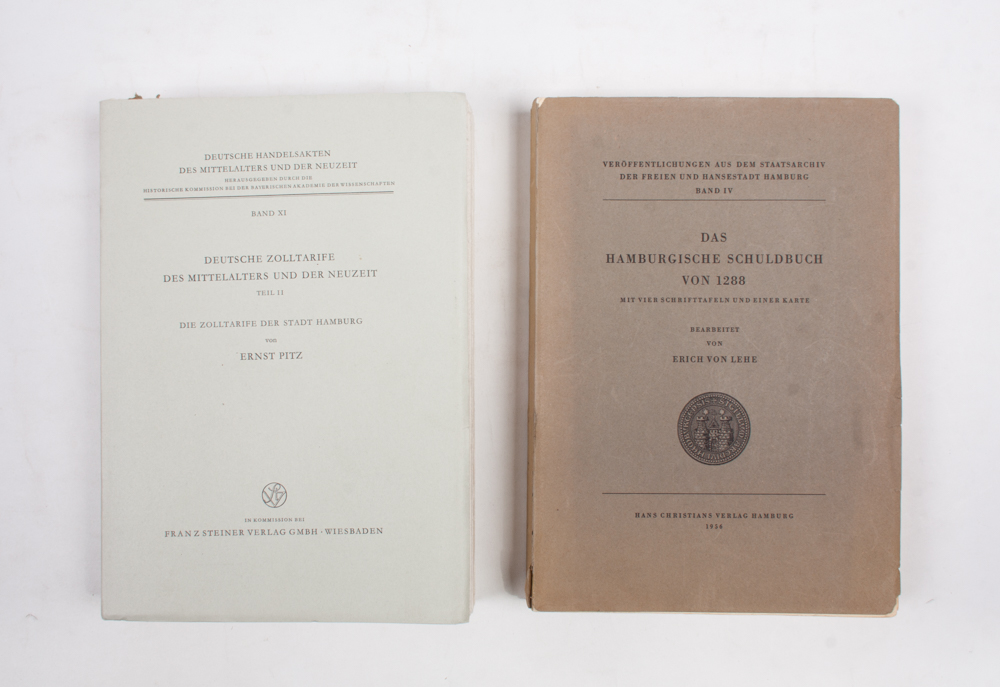 DEUTSCHE HANDELSAKTEN
DES MITTELALTERS UND DER NEUZEIT
HERAUSGEGEBEN DURCH DIE
HISTORISCHE KOMMISSION BEI DER BAIERISCHEN AKADEMIE DER WISSENSCHAFTEN
BAND XI
DEUTSCHE ZOLLTARIFE
DES MITTELALTERS UND DER NEUZEIT
TEIL II
DIE ZOLLTARIFE DER STADT HAMBURG
von
ERNST PITZ
IN KOMMISSION BEI
FRANZ STEINER VERLAG GMBH · WIESBADEN
VERÖFFENTLICHUNGEN AUS DEM STAATSARCHIV
DER FREIEN UND HANSESTADT HAMBURG
BAND IV
DAS
HAMBURGISCHE SCHULDBUCH
VON 1288
MIT VIER SCHRIFTTAFELN UND EINER KARTE
BEARBEITET
VON
ERICH VON LEHE
HANS CHRISTIANS VERLAG HAMBURG
1956